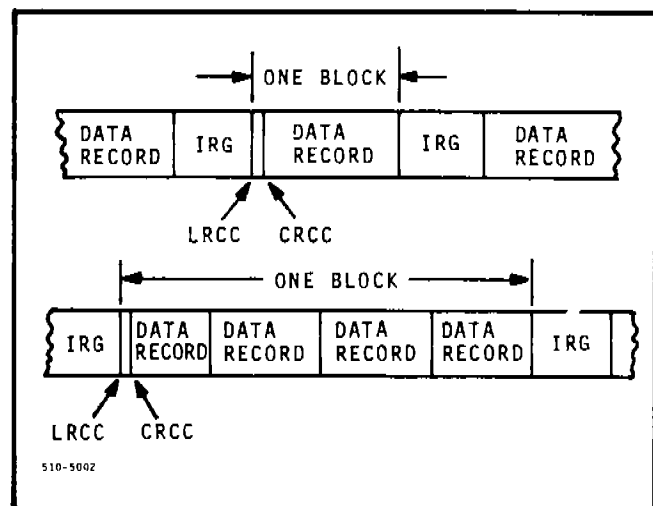 ONE BLOCK
DATA RECORD IRG DATA RECORD IRG DATA RECORD
LRCC CRCC
ONE BLOCK
IRG DATA RECORD DATA RECORD DATA RECORD DATA RECORD IRG
LRCC CRCC
510-5002